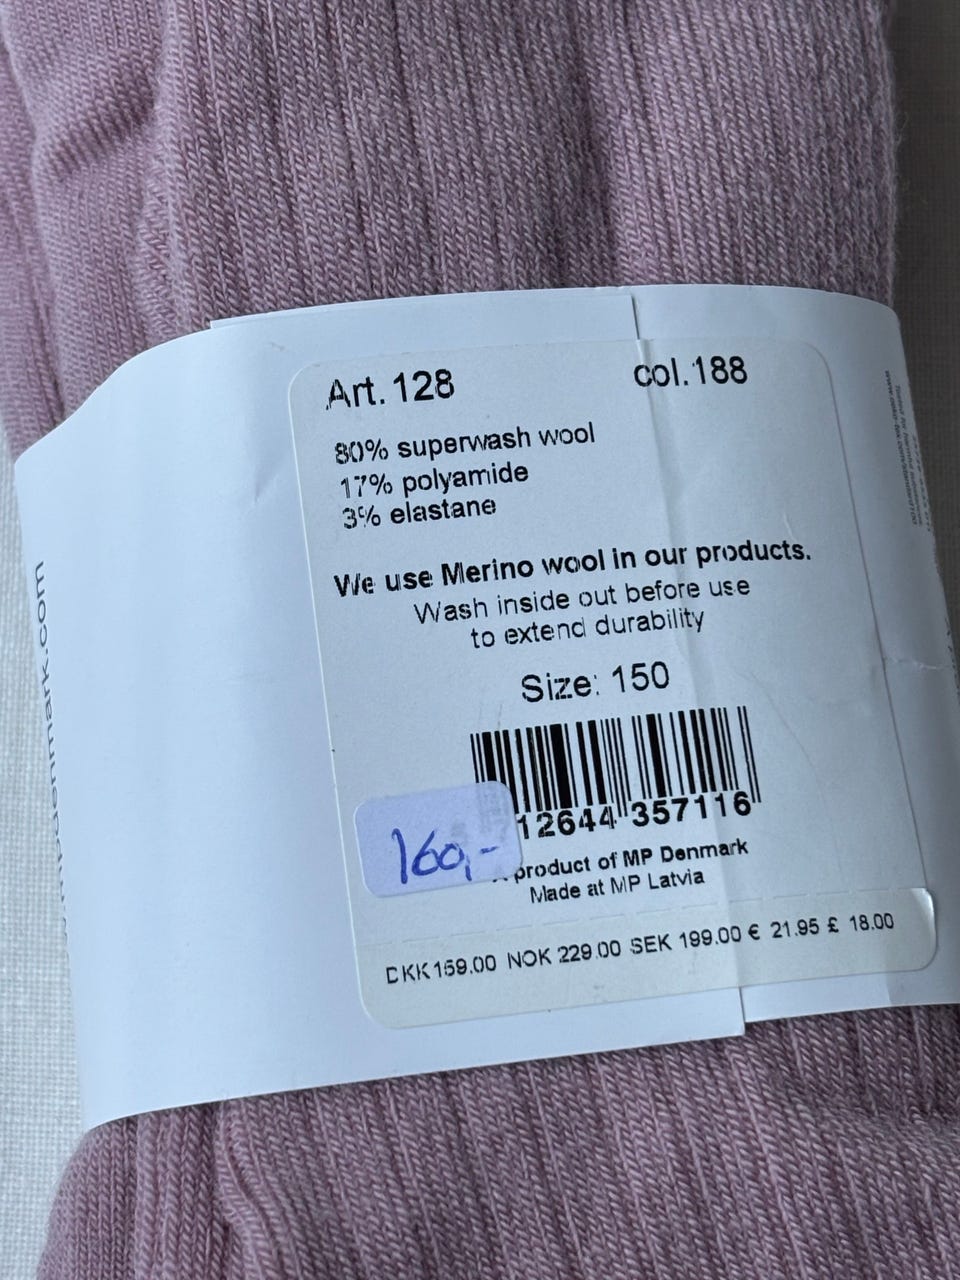 Art. 128 col. 188
80% superwash wool
17% polyamide
3% elastane
We use Merino wool in our products.
Wash inside out before use
to extend durability
Size: 150
12644 357116
160,-
product of MP Denmark
Made at MP Latvia
DKK 159.00 NOK 229.00 SEK 199.00 € 21.95 £ 18.00
mpdenmark.com